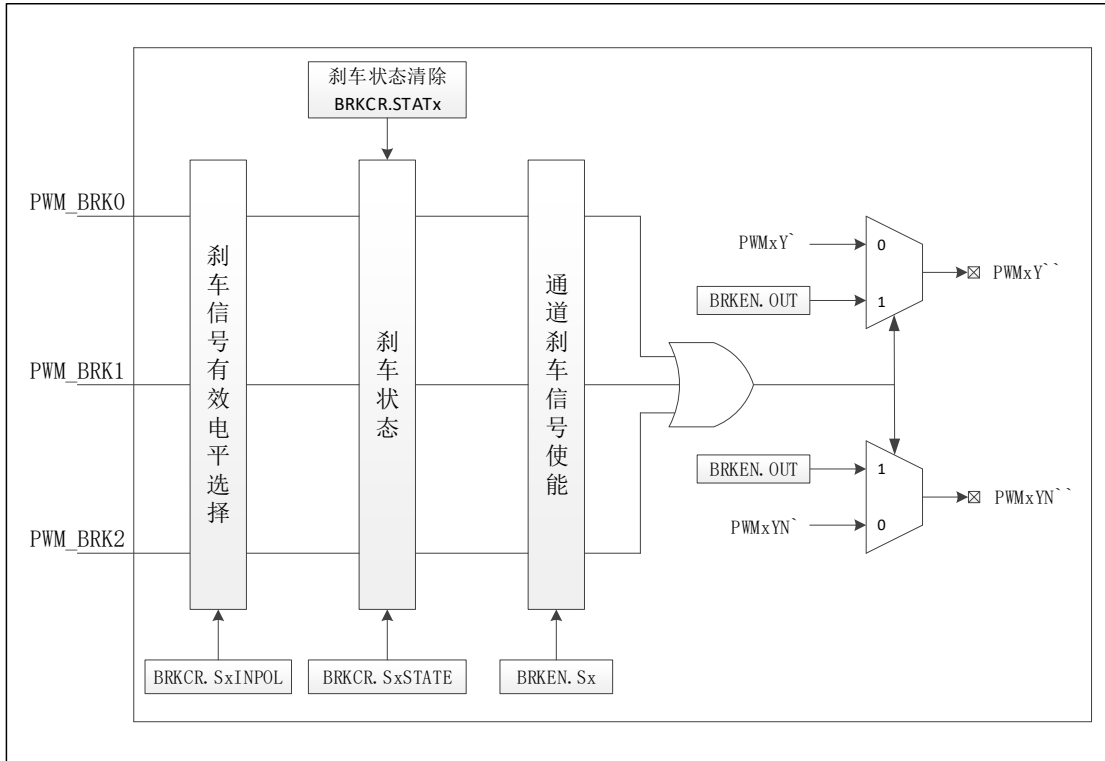 刹车状态清除
BRKCR.STATx
PWM_BRK0
PWM_BRK1
PWM_BRK2
刹车信号有效电平选择
刹车状态
通道刹车信号使能
BRKCR. SxINPOL
BRKCR. SxSTATE
BRKEN. Sx
PWMxY`
0
BRKEN. OUT
1
PWMxY``
BRKEN. OUT
1
PWMxYN`
0
PWMxYN``